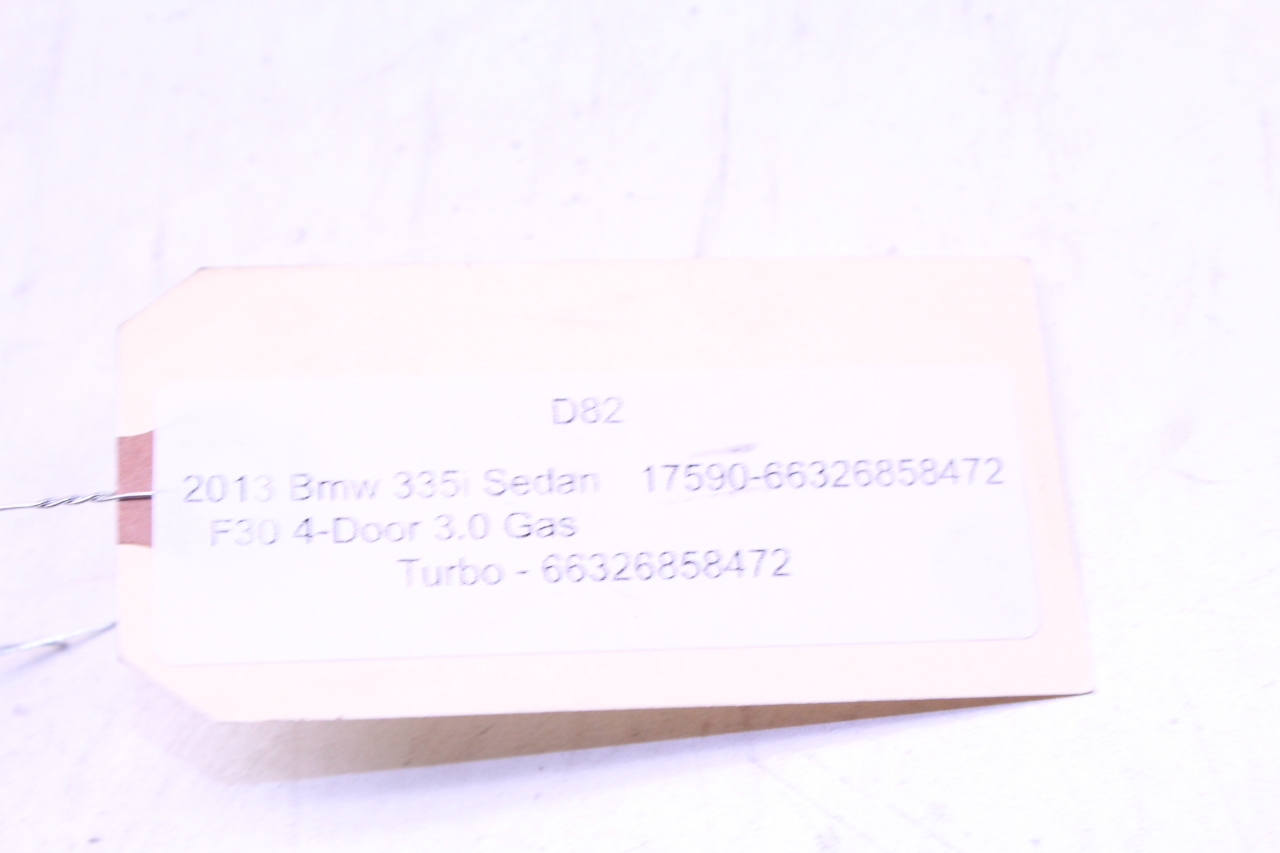 D82
2013 Bmw 335i Sedan 17590-66326858472
F30 4-Door 3.0 Gas
Turbo - 66326858472